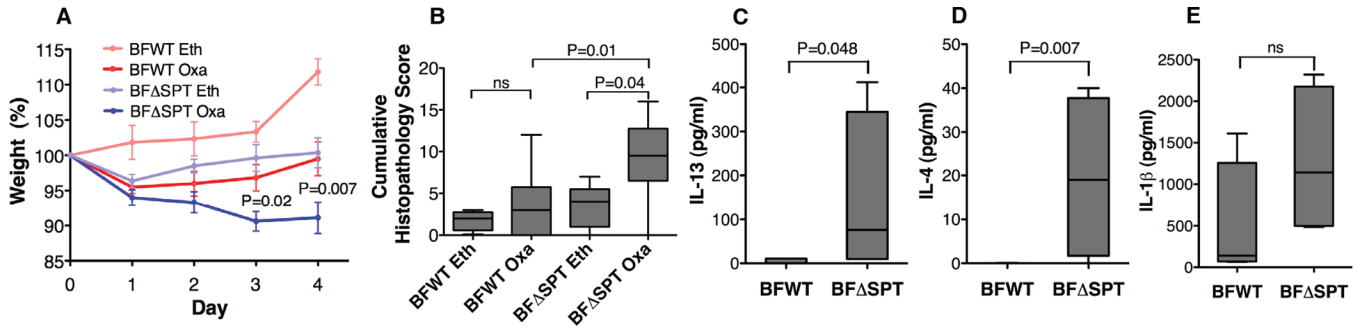 A
BFWT Eth
BFWT Oxa
BFΔSPT Eth
BFΔSPT Oxa
P=0.02
P=0.007
Weight (%)
115
110
105
100
95
90
85
0 1 2 3 4
Day
B
P=0.01
ns
P=0.04
Cumulative
Histopathology Score
20
15
10
5
0
BFWT Eth
BFWT Oxa
BFΔSPT Eth
BFΔSPT Oxa
C
P=0.048
IL-13 (pg/ml)
500
400
300
200
100
0
BFWT BFΔSPT
D
P=0.007
IL-4 (pg/ml)
50
40
30
20
10
0
BFWT BFΔSPT
E
ns
IL-1β (pg/ml)
2500
2000
1500
1000
500
0
BFWT BFΔSPT